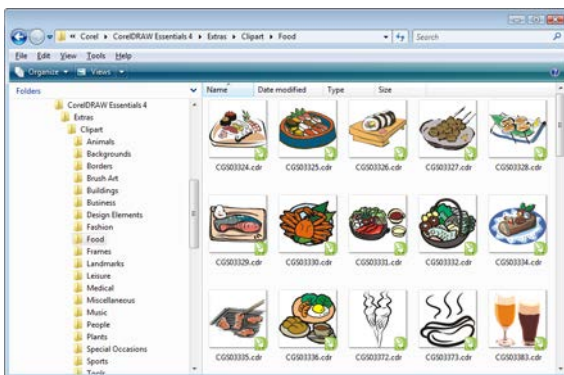 « Corel ▸ CorelDRAW Essentials 4 ▸ Extras ▸ Clipart ▸ Food
Search
File Edit View Tools Help
Organize Views
Folders
Name Date modified Type Size
CorelDRAW Essentials 4
Extras
Clipart
Animals
Backgrounds
Borders
Brush Art
Buildings
Business
Design Elements
Fashion
Food
Frames
Landmarks
Leisure
Medical
Miscellaneous
Music
People
Plants
Special Occasions
Sports
Tools
CGS03324.cdr CGS03325.cdr CGS03326.cdr CGS03327.cdr CGS03328.cdr
CGS03329.cdr CGS03330.cdr CGS03331.cdr CGS03332.cdr CGS03334.cdr
CGS03335.cdr CGS03336.cdr CGS03372.cdr CGS03373.cdr CGS03383.cdr